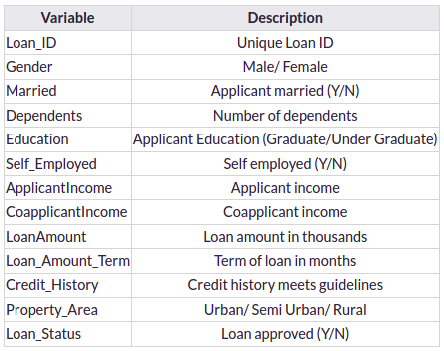 Variable Description
Loan_ID Unique Loan ID
Gender Male/ Female
Married Applicant married (Y/N)
Dependents Number of dependents
Education Applicant Education (Graduate/Under Graduate)
Self_Employed Self employed (Y/N)
ApplicantIncome Applicant income
CoapplicantIncome Coapplicant income
LoanAmount Loan amount in thousands
Loan_Amount_Term Term of loan in months
Credit_History Credit history meets guidelines
Property_Area Urban/ Semi Urban/ Rural
Loan_Status Loan approved (Y/N)